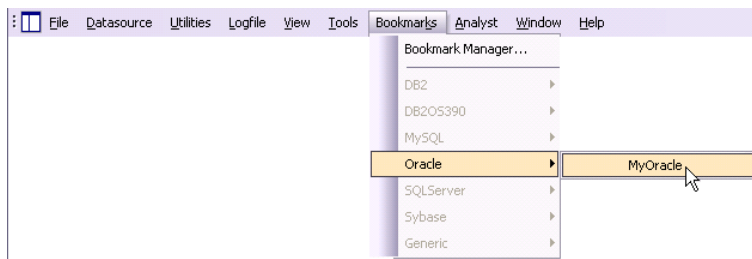 File Datasource Utilities Logfile View Tools Bookmarks Analyst Window Help
Bookmark Manager...
DB2
DB2OS390
MySQL
Oracle MyOracle
SQLServer
Sybase
Generic